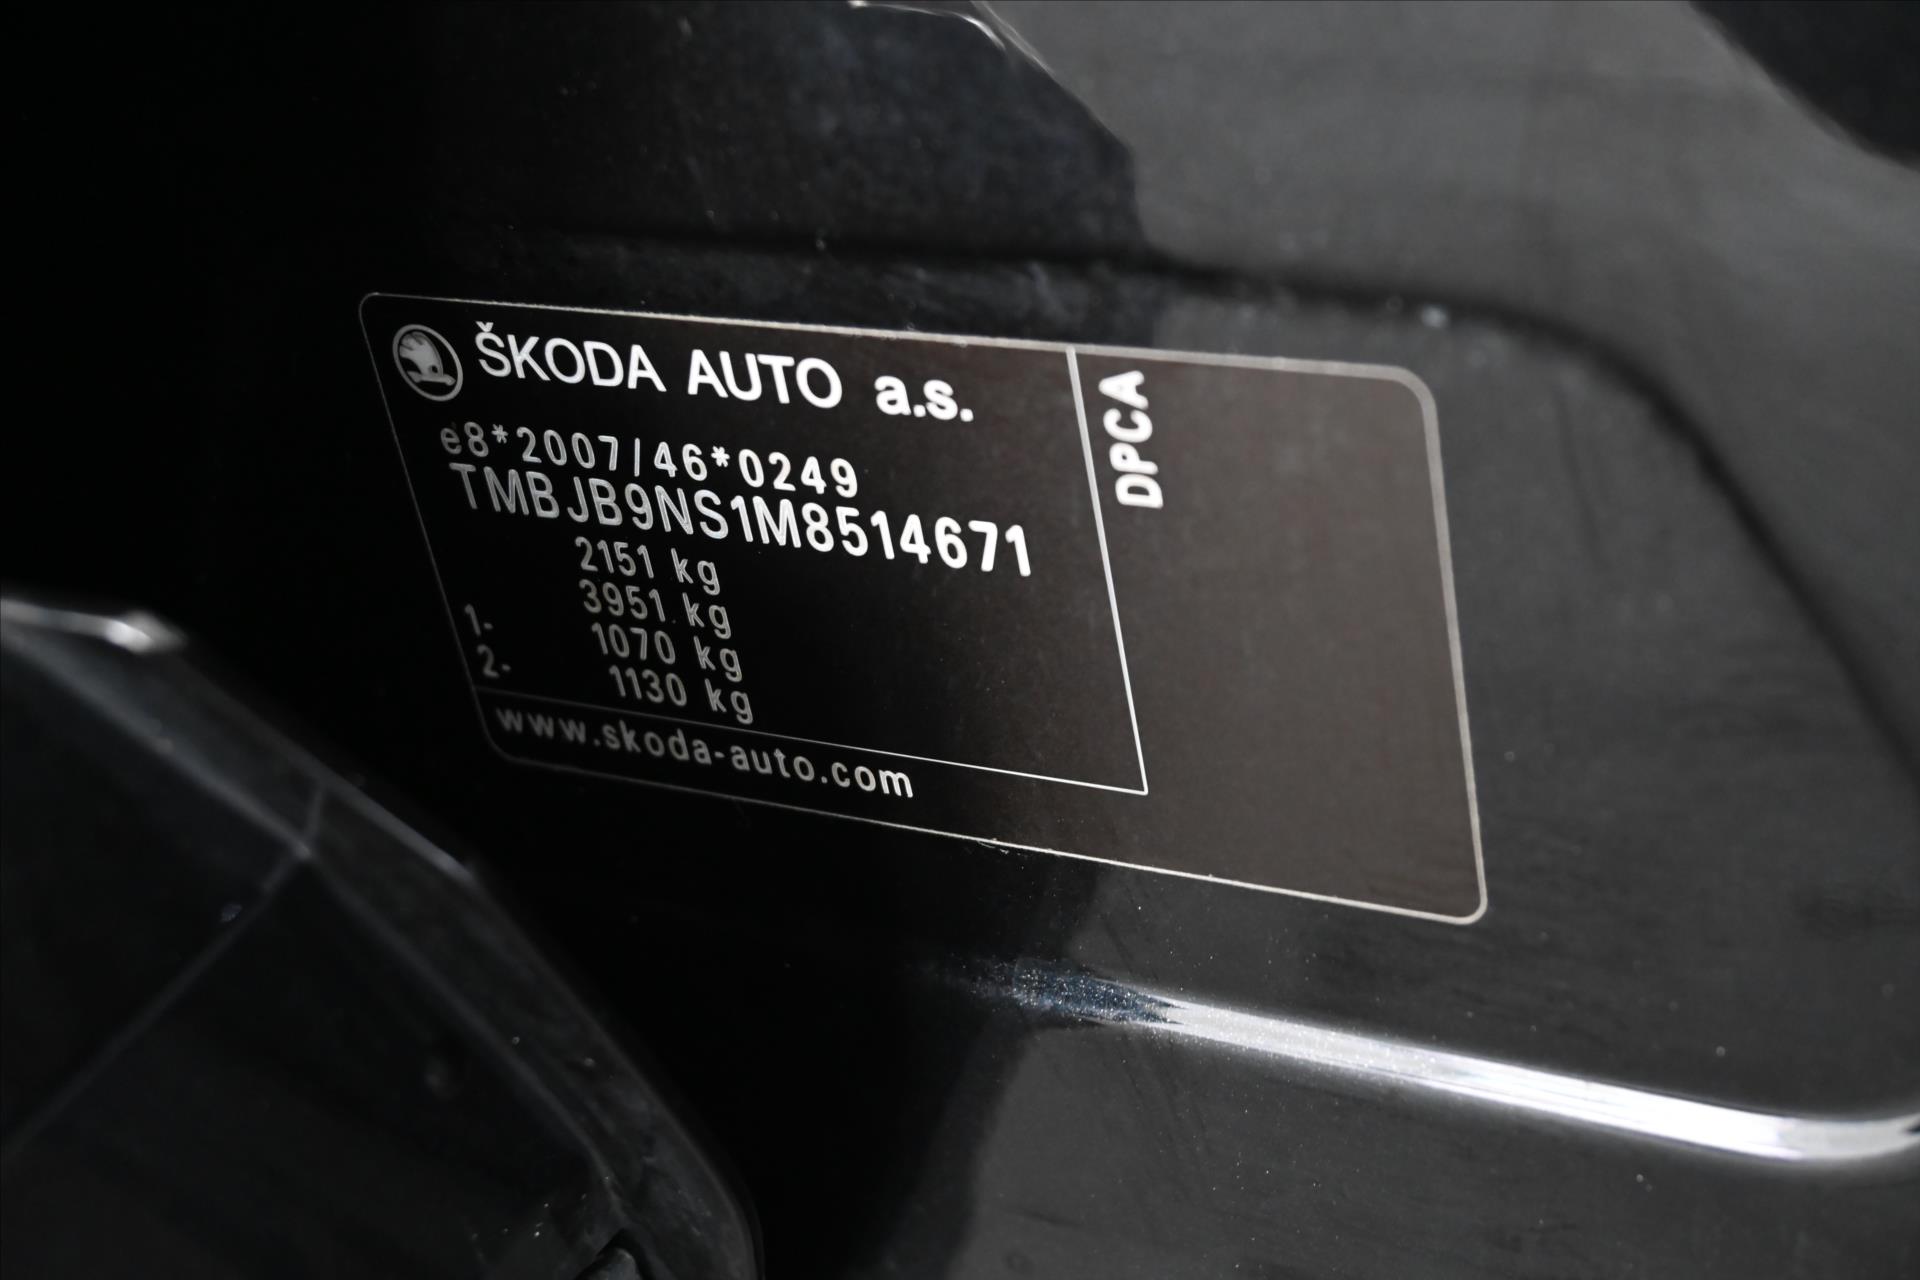 ŠKODA AUTO a.s.
e8*2007/46*0249
TMBJB9NS1M8514671
2151 kg
3951 kg
1- 1070 kg
2- 1130 kg
www.skoda-auto.com
DPCA